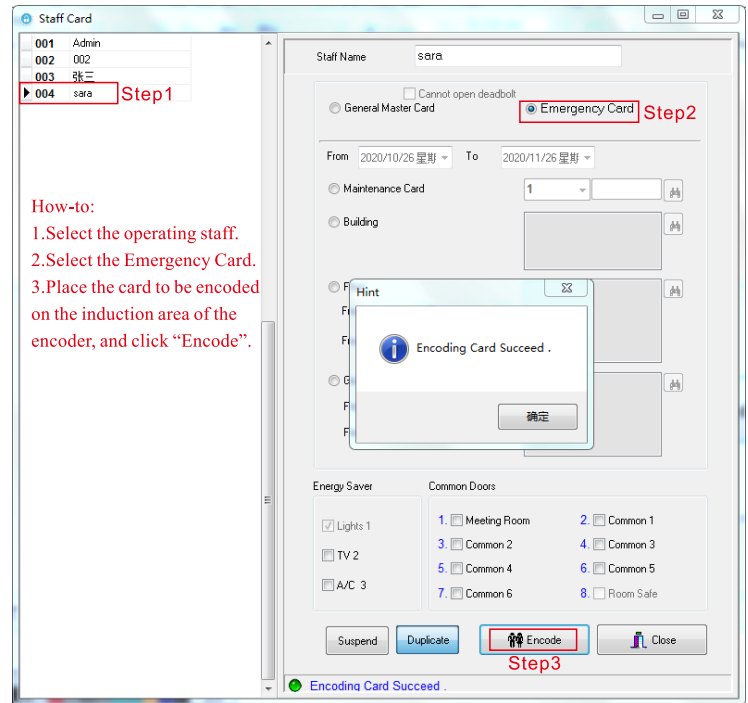 Staff Card
001 Admin
002 002
003 张三
004 sara Step1
How-to:
1.Select the operating staff.
2.Select the Emergency Card.
3.Place the card to be encoded
on the induction area of the
encoder, and click “Encode”.
Staff Name sara
Cannot open deadbolt
General Master Card Emergency Card Step2
From 2020/10/26 星期 To 2020/11/26 星期
Maintenance Card 1
Building
Hint
Encoding Card Succeed .
确定
Energy Saver
Lights 1
TV 2
A/C 3
Common Doors
1. Meeting Room 2. Common 1
3. Common 2 4. Common 3
5. Common 4 6. Common 5
7. Common 6 8. Room Safe
Suspend Duplicate Encode Close
Step3
Encoding Card Succeed .